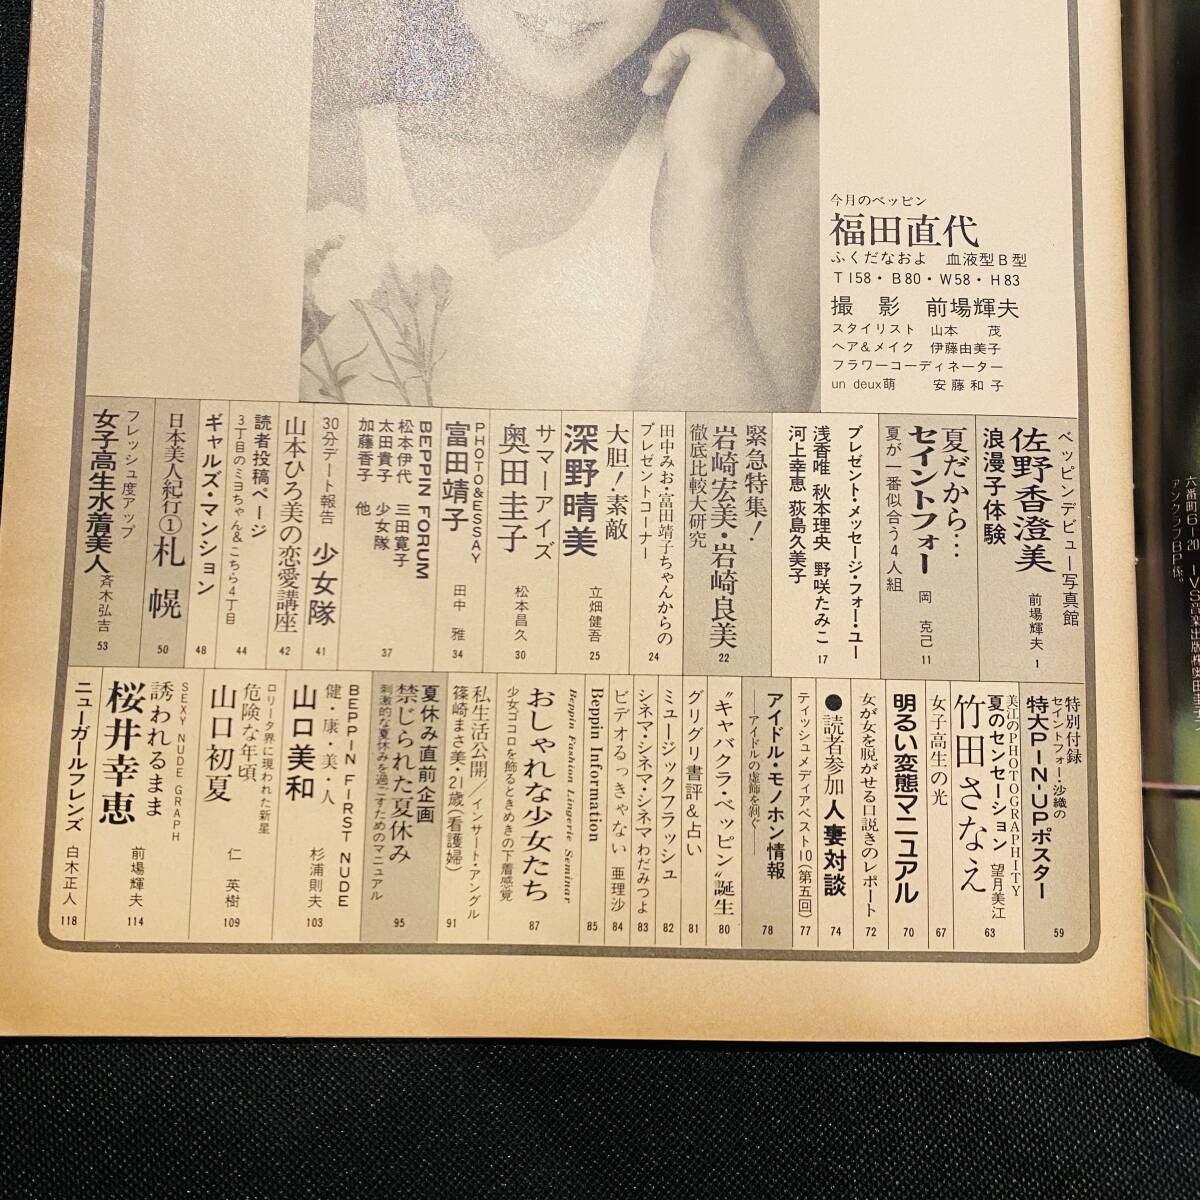 今月のベッピン
福田直代
ふくだなおよ 血液型B型
T158・B80・W58・H83
撮 影 前場輝夫
スタイリスト 山本 茂
ヘア&メイク 伊藤由美子
フラワーコーディネーター
un deux萌 安藤和子
ベッピンデビュー写真館
佐野香澄美
浪漫子体験
前場輝夫 1
夏だから…
セイントフォー
夏が一番似合う4人組
岡 克己 11
プレゼント・メッセージ・フォー・ユー
浅香唯 秋本理央 野咲たみこ
河上幸恵 荻島久美子
17
緊急特集!
岩崎宏美・岩崎良美
徹底比較大研究
22
田中みお・富田靖子ちゃんからの
プレゼントコーナー
24
大胆!素敵
深野晴美
立畑健吾 25
サマーアイズ
奥田圭子
松本昌久 30
PHOTO&ESSAY
富田靖子
田中 雅 34
BEPPIN FORUM
松本伊代 三田寛子
太田貴子 少女隊
加藤香子 他
37
30分デート報告 少女隊
41
山本ひろ美の恋愛講座
42
読者投稿ページ
3丁目のミヨちゃん&こちら4丁目
44
ギャルズ・マンション
48
日本美人紀行①札 幌
50
フレッシュ度アップ
女子高生水着美人
斉木弘吉 53
特別付録
セイントフォー・沙織の
特大PIN-UPポスター
59
美江のPHOTOGRAPHITY
夏のセンセーション 望月美江
竹田さなえ
63
女子高生の光
67
明るい変態マニュアル
70
女が女を脱がせる口説きのレポート
72
●読者参加 人妻対談
74
ティッシュメディアベスト10(第五回)
77
アイドル・モノホン情報
—アイドルの虚飾を剥ぐ—
78
“キャバクラ・ベッピン”誕生
80
グリグリ書評&占い
81
ミュージックフラッシュ
82
シネマ・シネマ・シネマ わだみつよ
83
ビデオるっきゃない 亜理沙
84
Beppin Information
85
Beppin Fashion Lingerie Seminar
おしゃれな少女たち
少女ココロを飾るときめきの下着感覚
87
私生活公開/インサート・アングル
篠崎まさ美・21歳(看護婦)
91
夏休み直前企画
禁じられた夏休み
刺激的な夏休みを過ごすためのマニュアル
95
BEPPIN FIRST NUDE
健・康・美・人
山口美和
杉浦則夫 103
ロリータ界に現われた新星
危険な年頃
山口初夏
仁 英樹 109
SEXY NUDE GRAPH
誘われるまま
桜井幸恵
前場輝夫 114
ニューガールフレンズ 白木正人
118
六番町6-20
アンクラブBP係。